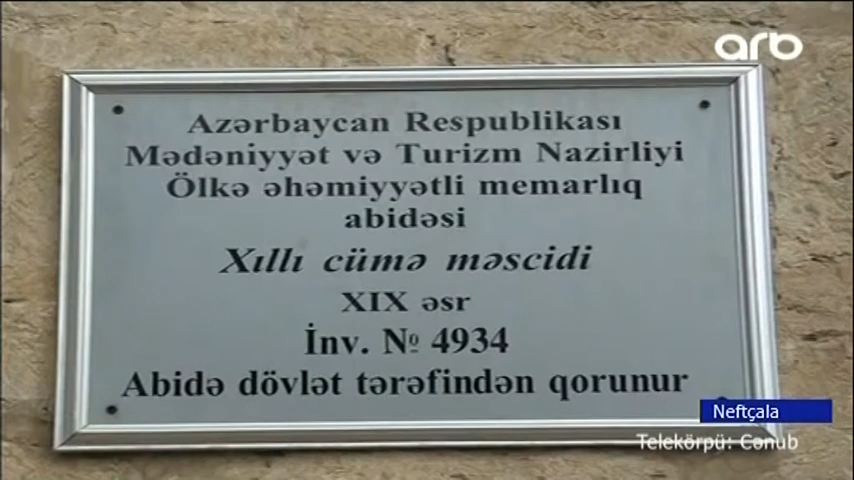 arb
Azərbaycan Respublikası
Mədəniyyət və Turizm Nazirliyi
Ölkə əhəmiyyətli memarlıq
abidəsi
Xıllı cümə məscidi
XIX əsr
İnv. № 4934
Abidə dövlət tərəfindən qorunur
Neftçala
Telekörpü: Cənub